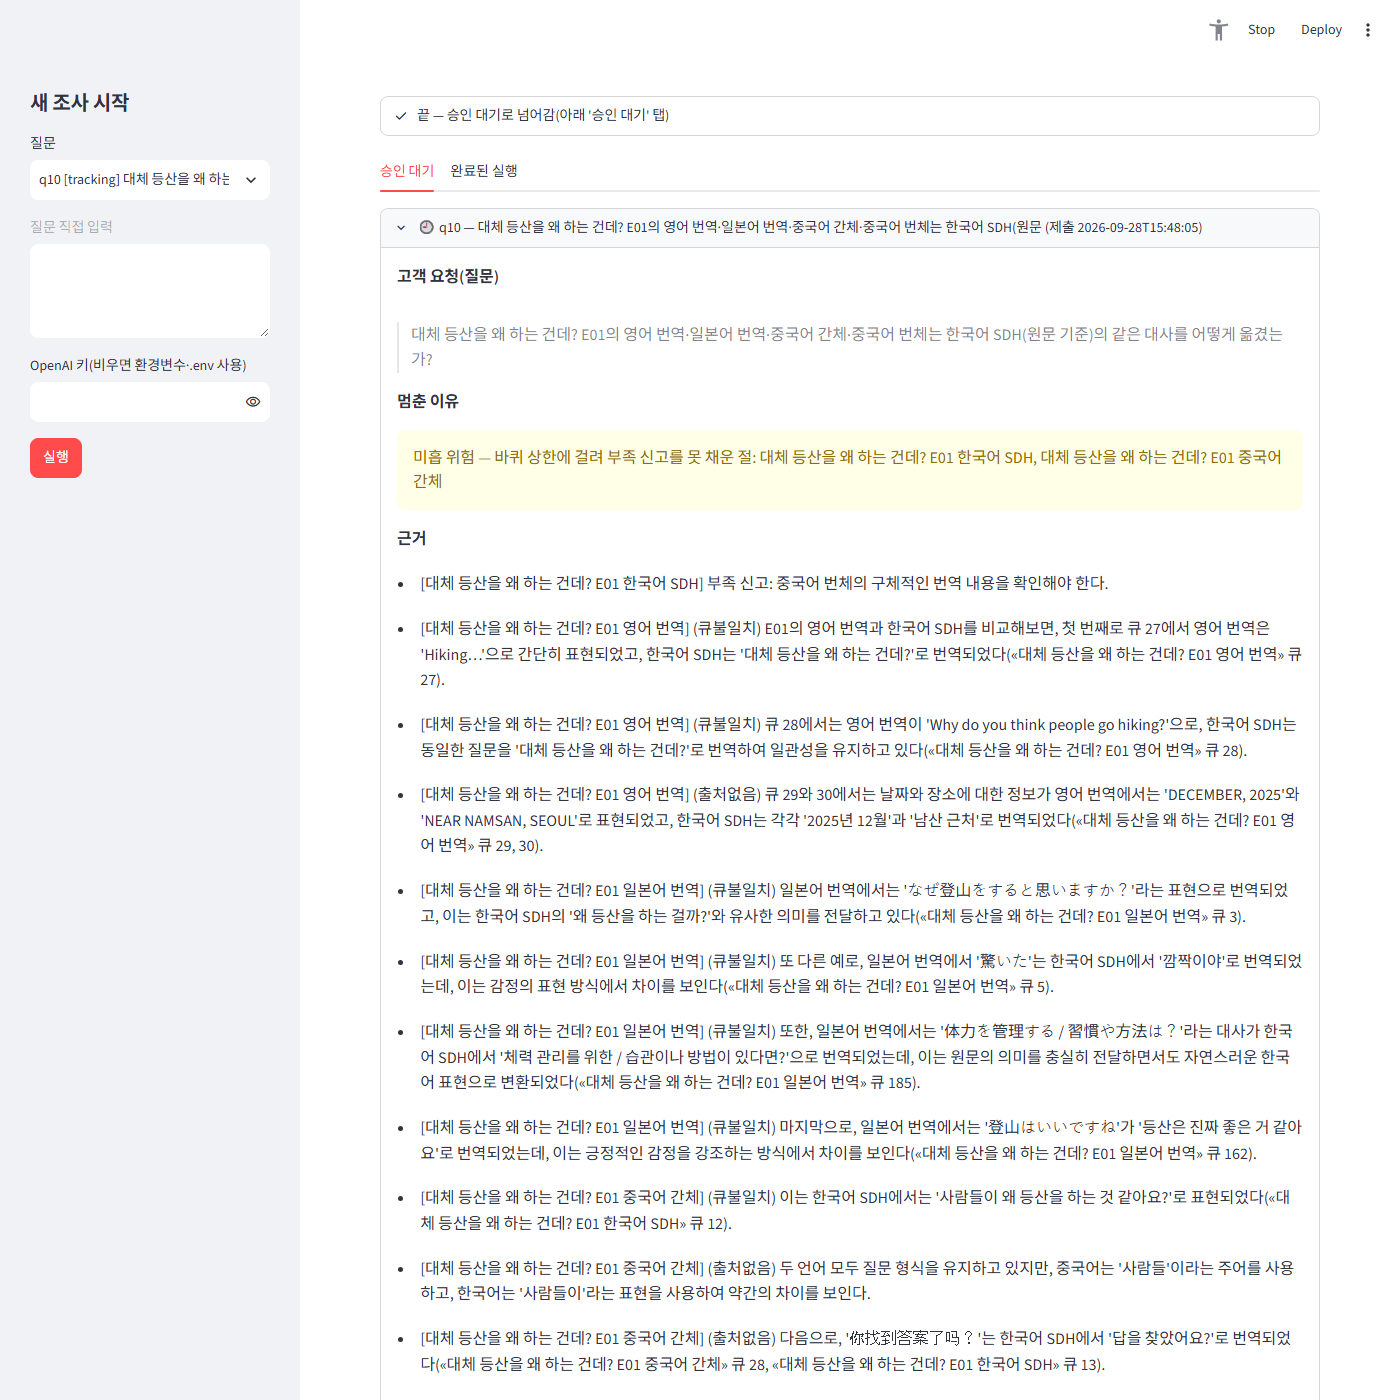 Stop
Deploy
새 조사 시작
질문
q10 [tracking] 대체 등산을 왜 하는
질문 직접 입력
OpenAI 키(비우면 환경변수·.env 사용)
실행
끝 — 승인 대기로 넘어감(아래 '승인 대기' 탭)
승인 대기
완료된 실행
q10 — 대체 등산을 왜 하는 건데? E01의 영어 번역·일본어 번역·중국어 간체·중국어 번체는 한국어 SDH(원문 (제출 2026-09-28T15:48:05)
고객 요청(질문)
대체 등산을 왜 하는 건데? E01의 영어 번역·일본어 번역·중국어 간체·중국어 번체는 한국어 SDH(원문 기준)의 같은 대사를 어떻게 옮겼는
가?
멈춘 이유
미흡 위험 — 바퀴 상한에 걸려 부족 신고를 못 채운 절: 대체 등산을 왜 하는 건데? E01 한국어 SDH, 대체 등산을 왜 하는 건데? E01 중국어
간체
근거
• [대체 등산을 왜 하는 건데? E01 한국어 SDH] 부족 신고: 중국어 번체의 구체적인 번역 내용을 확인해야 한다.
• [대체 등산을 왜 하는 건데? E01 영어 번역] (큐불일치) E01의 영어 번역과 한국어 SDH를 비교해보면, 첫 번째로 큐 27에서 영어 번역은
'Hiking…'으로 간단히 표현되었고, 한국어 SDH는 '대체 등산을 왜 하는 건데?'로 번역되었다(«대체 등산을 왜 하는 건데? E01 영어 번역» 큐
27).
• [대체 등산을 왜 하는 건데? E01 영어 번역] (큐불일치) 큐 28에서는 영어 번역이 'Why do you think people go hiking?'으로, 한국어 SDH는
동일한 질문을 '대체 등산을 왜 하는 건데?'로 번역하여 일관성을 유지하고 있다(«대체 등산을 왜 하는 건데? E01 영어 번역» 큐 28).
• [대체 등산을 왜 하는 건데? E01 영어 번역] (출처없음) 큐 29와 30에서는 날짜와 장소에 대한 정보가 영어 번역에서는 'DECEMBER, 2025'와
'NEAR NAMSAN, SEOUL'로 표현되었고, 한국어 SDH는 각각 '2025년 12월'과 '남산 근처'로 번역되었다(«대체 등산을 왜 하는 건데? E01 영
어 번역» 큐 29, 30).
• [대체 등산을 왜 하는 건데? E01 일본어 번역] (큐불일치) 일본어 번역에서는 'なぜ登山をすると思いますか？'라는 표현으로 번역되었
고, 이는 한국어 SDH의 '왜 등산을 하는 걸까?'와 유사한 의미를 전달하고 있다(«대체 등산을 왜 하는 건데? E01 일본어 번역» 큐 3).
• [대체 등산을 왜 하는 건데? E01 일본어 번역] (큐불일치) 또 다른 예로, 일본어 번역에서 '驚いた'는 한국어 SDH에서 '깜짝이야'로 번역되었
는데, 이는 감정의 표현 방식에서 차이를 보인다(«대체 등산을 왜 하는 건데? E01 일본어 번역» 큐 5).
• [대체 등산을 왜 하는 건데? E01 일본어 번역] (큐불일치) 또한, 일본어 번역에서는 '体力を管理する / 習慣や方法は？'라는 대사가 한국
어 SDH에서 '체력 관리를 위한 / 습관이나 방법이 있다면?'으로 번역되었는데, 이는 원문의 의미를 충실히 전달하면서도 자연스러운 한국
어 표현으로 변환되었다(«대체 등산을 왜 하는 건데? E01 일본어 번역» 큐 185).
• [대체 등산을 왜 하는 건데? E01 일본어 번역] (큐불일치) 마지막으로, 일본어 번역에서는 '登山はいいですね'가 '등산은 진짜 좋은 거 같아
요'로 번역되었는데, 이는 긍정적인 감정을 강조하는 방식에서 차이를 보인다(«대체 등산을 왜 하는 건데? E01 일본어 번역» 큐 162).
• [대체 등산을 왜 하는 건데? E01 중국어 간체] (큐불일치) 이는 한국어 SDH에서는 '사람들이 왜 등산을 하는 것 같아요?'로 표현되었다(«대
체 등산을 왜 하는 건데? E01 한국어 SDH» 큐 12).
• [대체 등산을 왜 하는 건데? E01 중국어 간체] (출처없음) 두 언어 모두 질문 형식을 유지하고 있지만, 중국어는 '사람들'이라는 주어를 사용
하고, 한국어는 '사람들이'라는 표현을 사용하여 약간의 차이를 보인다.
• [대체 등산을 왜 하는 건데? E01 중국어 간체] (출처없음) 다음으로, '你找到答案了吗？'는 한국어 SDH에서 '답을 찾았어요?'로 번역되었
다(«대체 등산을 왜 하는 건데? E01 중국어 간체» 큐 28, «대체 등산을 왜 하는 건데? E01 한국어 SDH» 큐 13).